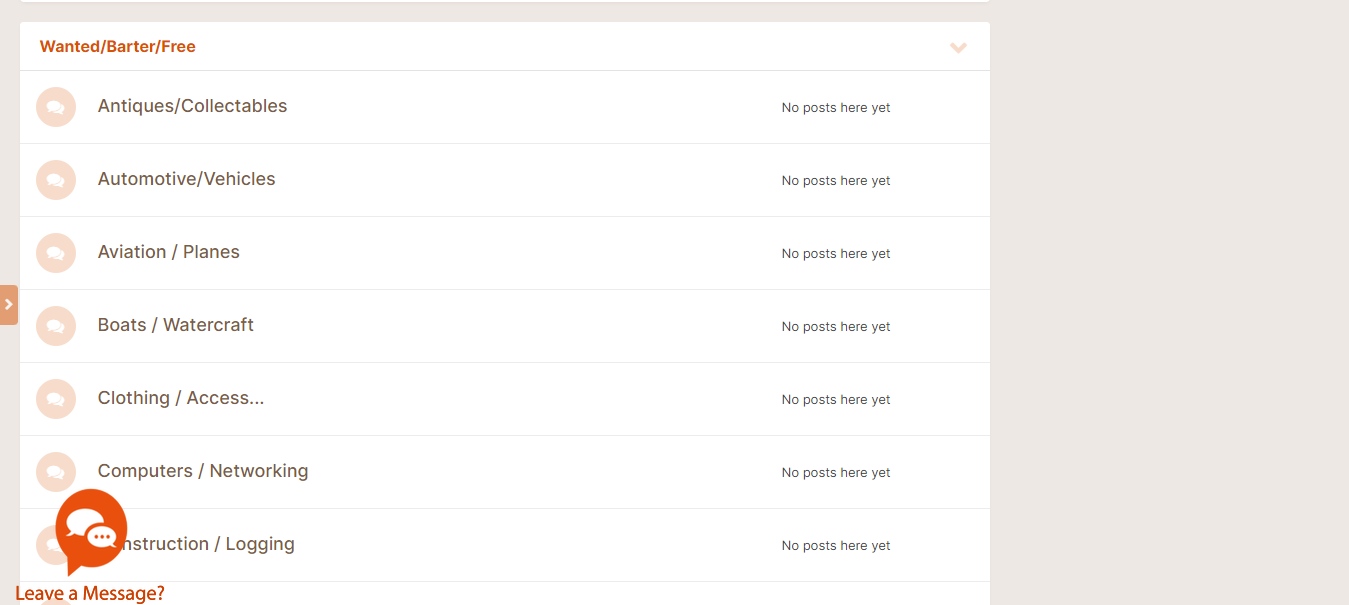 Wanted/Barter/Free
Antiques/Collectables
No posts here yet
Automotive/Vehicles
No posts here yet
Aviation / Planes
No posts here yet
Boats / Watercraft
No posts here yet
Clothing / Access...
No posts here yet
Computers / Networking
No posts here yet
nstruction / Logging
No posts here yet
Leave a Message?